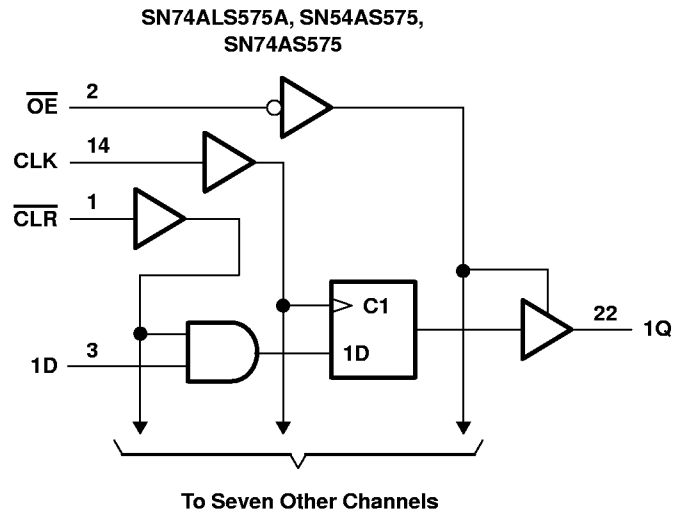 SN74ALS575A, SN54AS575,
SN74AS575
OE 2
CLK 14
CLR 1
C1
22 1Q
1D 3
1D
To Seven Other Channels